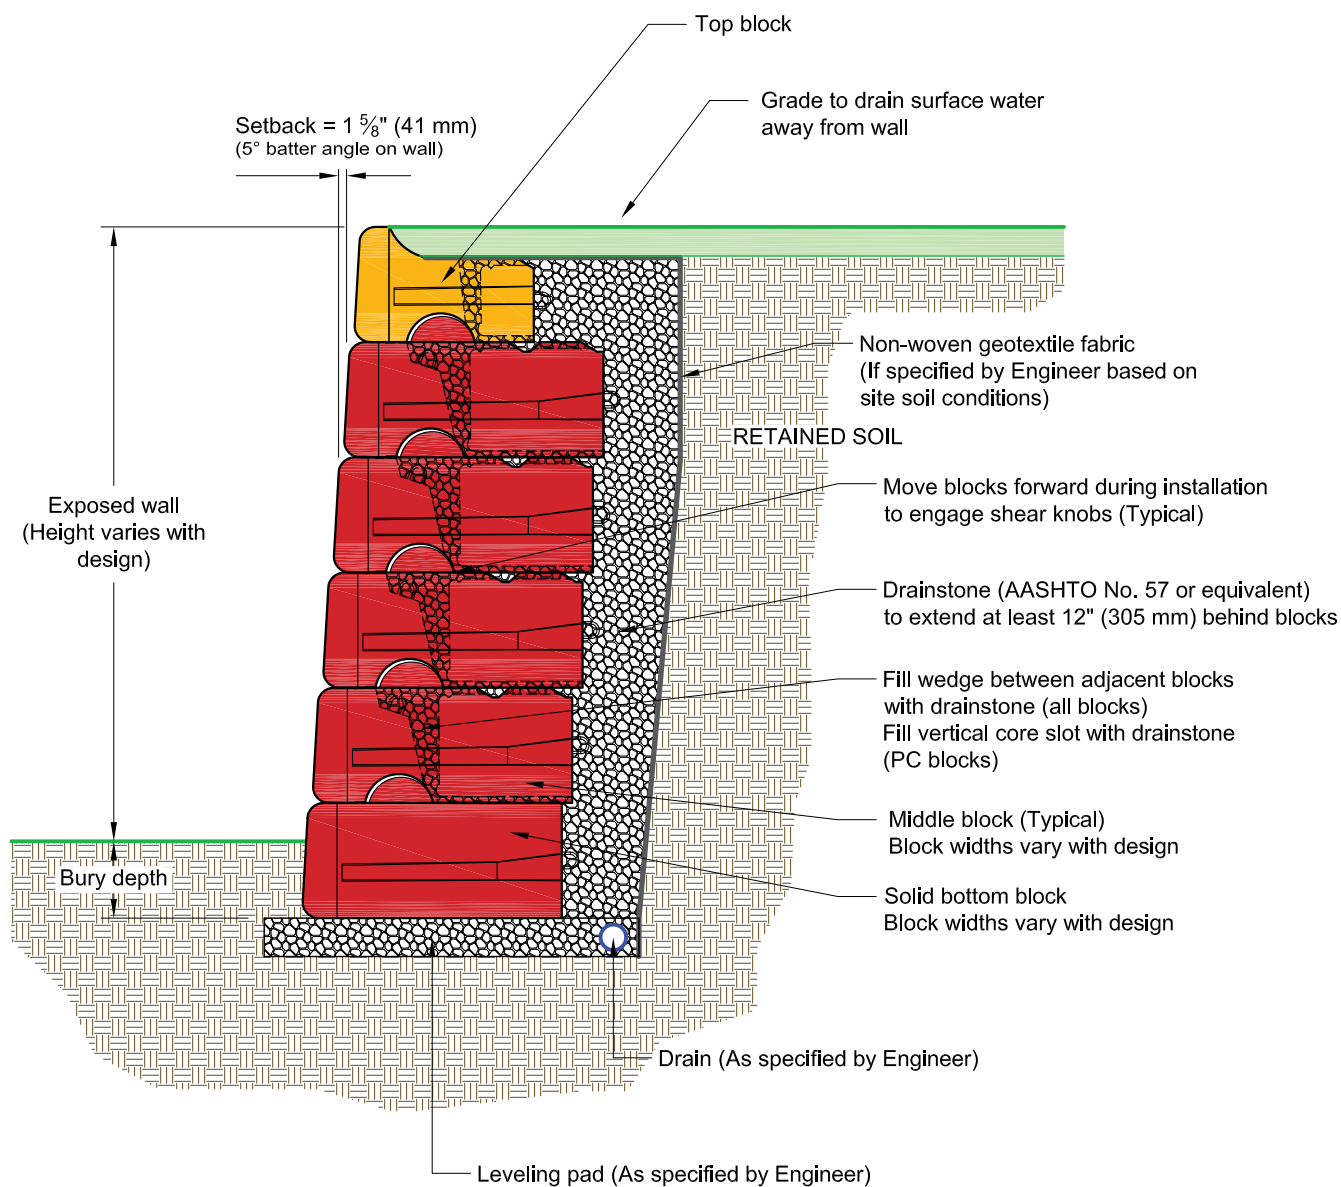 Top block
Grade to drain surface water
away from wall
Setback = 1 5⁄8" (41 mm)
(5° batter angle on wall)
Non-woven geotextile fabric
(If specified by Engineer based on
site soil conditions)
RETAINED SOIL
Move blocks forward during installation
to engage shear knobs (Typical)
Exposed wall
(Height varies with
design)
Drainstone (AASHTO No. 57 or equivalent)
to extend at least 12" (305 mm) behind blocks
Fill wedge between adjacent blocks
with drainstone (all blocks)
Fill vertical core slot with drainstone
(PC blocks)
Middle block (Typical)
Block widths vary with design
Bury depth
Solid bottom block
Block widths vary with design
Drain (As specified by Engineer)
Leveling pad (As specified by Engineer)